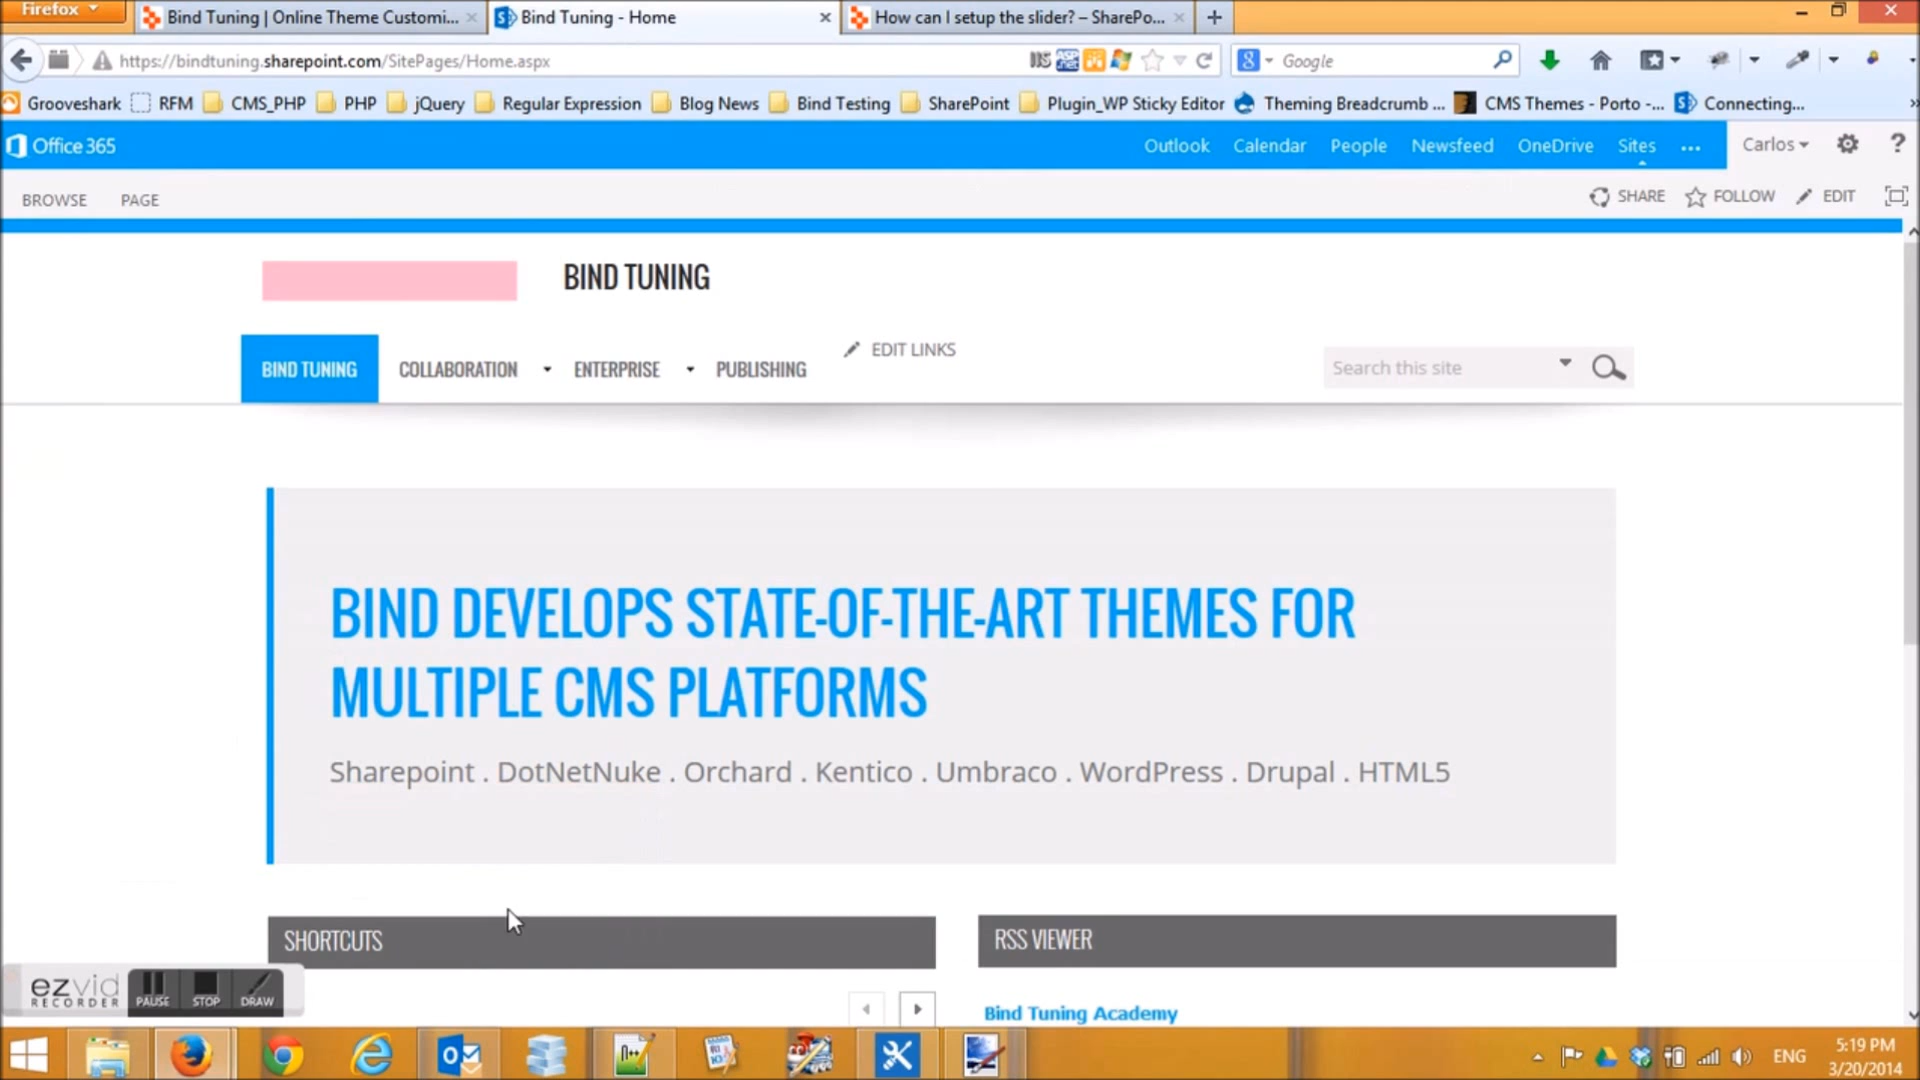 Firefox
Bind Tuning | Online Theme Customi...
Bind Tuning - Home
How can I setup the slider? – SharePo...
https://bindtuning.sharepoint.com/SitePages/Home.aspx
Google
Grooveshark RFM CMS_PHP PHP jQuery Regular Expression Blog News Bind Testing SharePoint Plugin_WP Sticky Editor Theming Breadcrumb ... CMS Themes - Porto -... Connecting...
Office 365
Outlook Calendar People Newsfeed OneDrive Sites ... Carlos ?
BROWSE PAGE
SHARE FOLLOW EDIT
BIND TUNING
BIND TUNING COLLABORATION ENTERPRISE PUBLISHING
EDIT LINKS
Search this site
BIND DEVELOPS STATE-OF-THE-ART THEMES FOR
MULTIPLE CMS PLATFORMS
Sharepoint . DotNetNuke . Orchard . Kentico . Umbraco . WordPress . Drupal . HTML5
SHORTCUTS
RSS VIEWER
Bind Tuning Academy
ezvid
RECORDER
PAUSE STOP DRAW
ENG
5:19 PM
3/20/2014